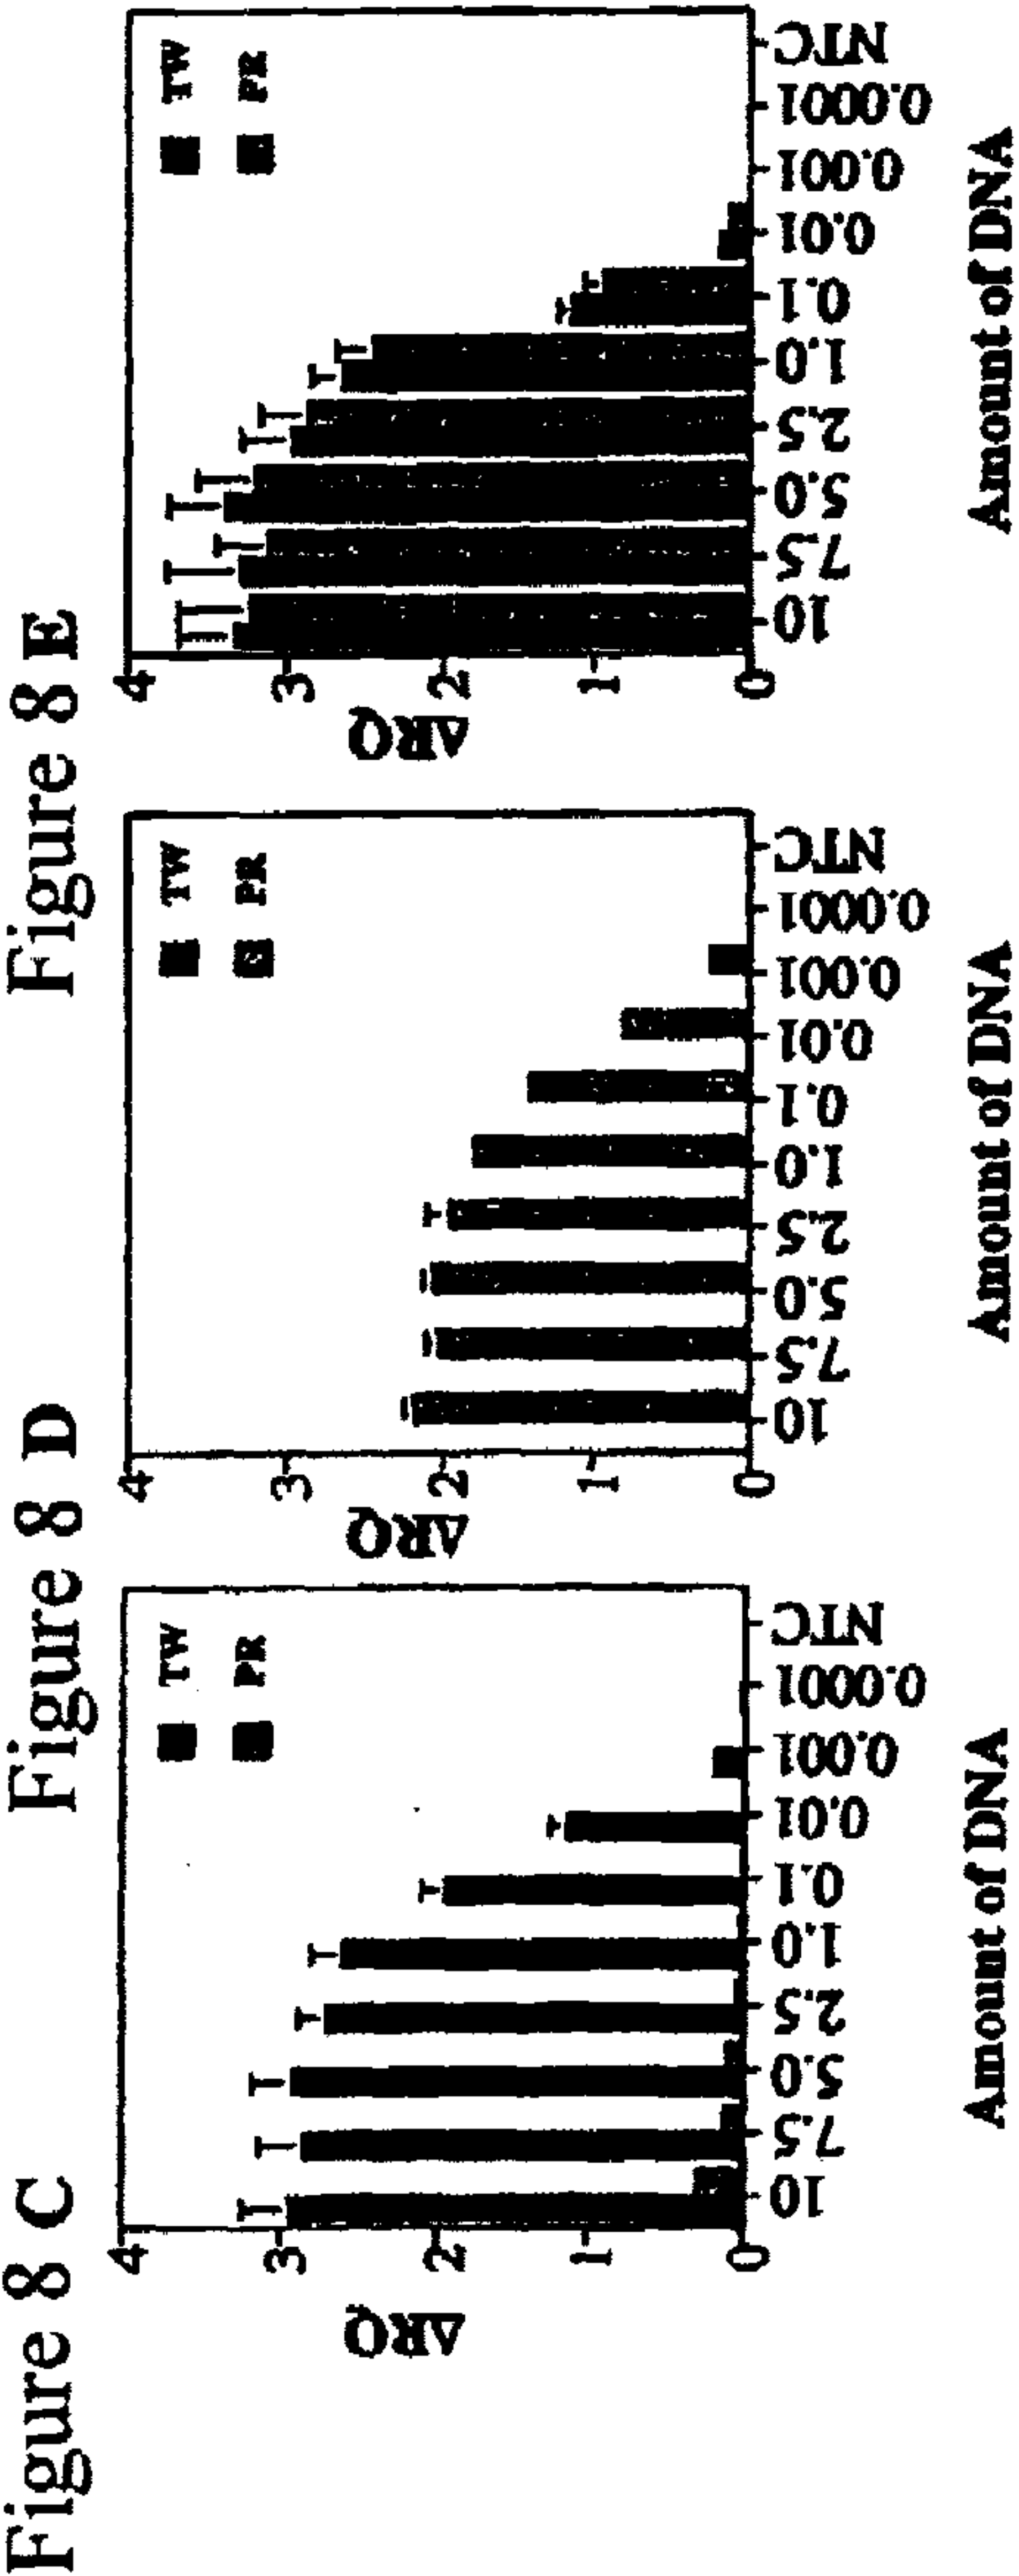 Figure 8 C
ΔRQ
4
3
2
1
0
TW
PR
10
7.5
5.0
2.5
1.0
0.1
0.01
0.001
0.0001
NTC
Amount of DNA
Figure 8 D
ΔRQ
4
3
2
1
0
TW
PR
10
7.5
5.0
2.5
1.0
0.1
0.01
0.001
0.0001
NTC
Amount of DNA
Figure 8 E
ΔRQ
4
3
2
1
0
TW
PR
10
7.5
5.0
2.5
1.0
0.1
0.01
0.001
0.0001
NTC
Amount of DNA